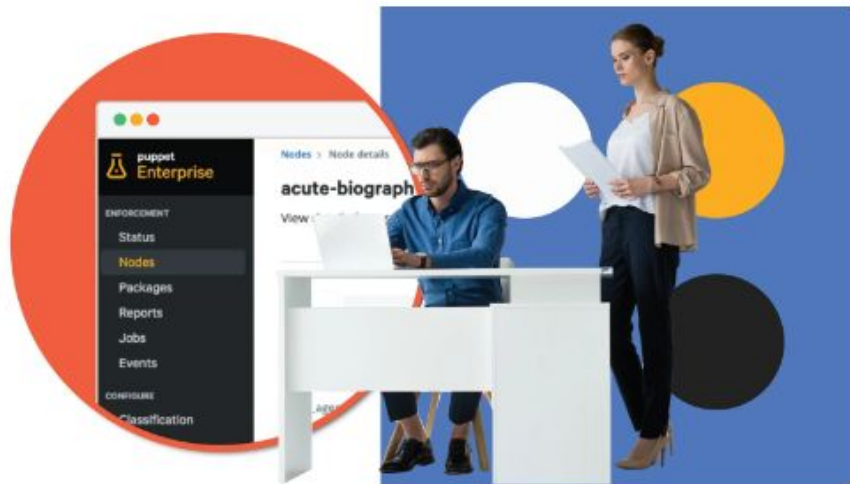 puppet
Enterprise
Nodes > Node details
acute-biograph
View
ENFORCEMENT
Status
Nodes
Packages
Reports
Jobs
Events
CONFIGURE
Classification